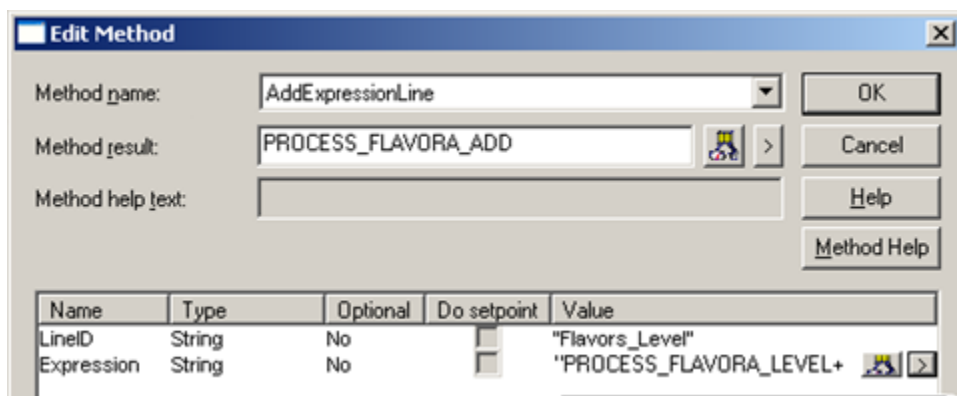 Edit Method
Method name: AddExpressionLine OK
Method result: PROCESS_FLAVORA_ADD > Cancel
Method help text: Help
Method Help
Name Type Optional Do setpoint Value
LineID String No "Flavors_Level"
Expression String No "PROCESS_FLAVORA_LEVEL+ >